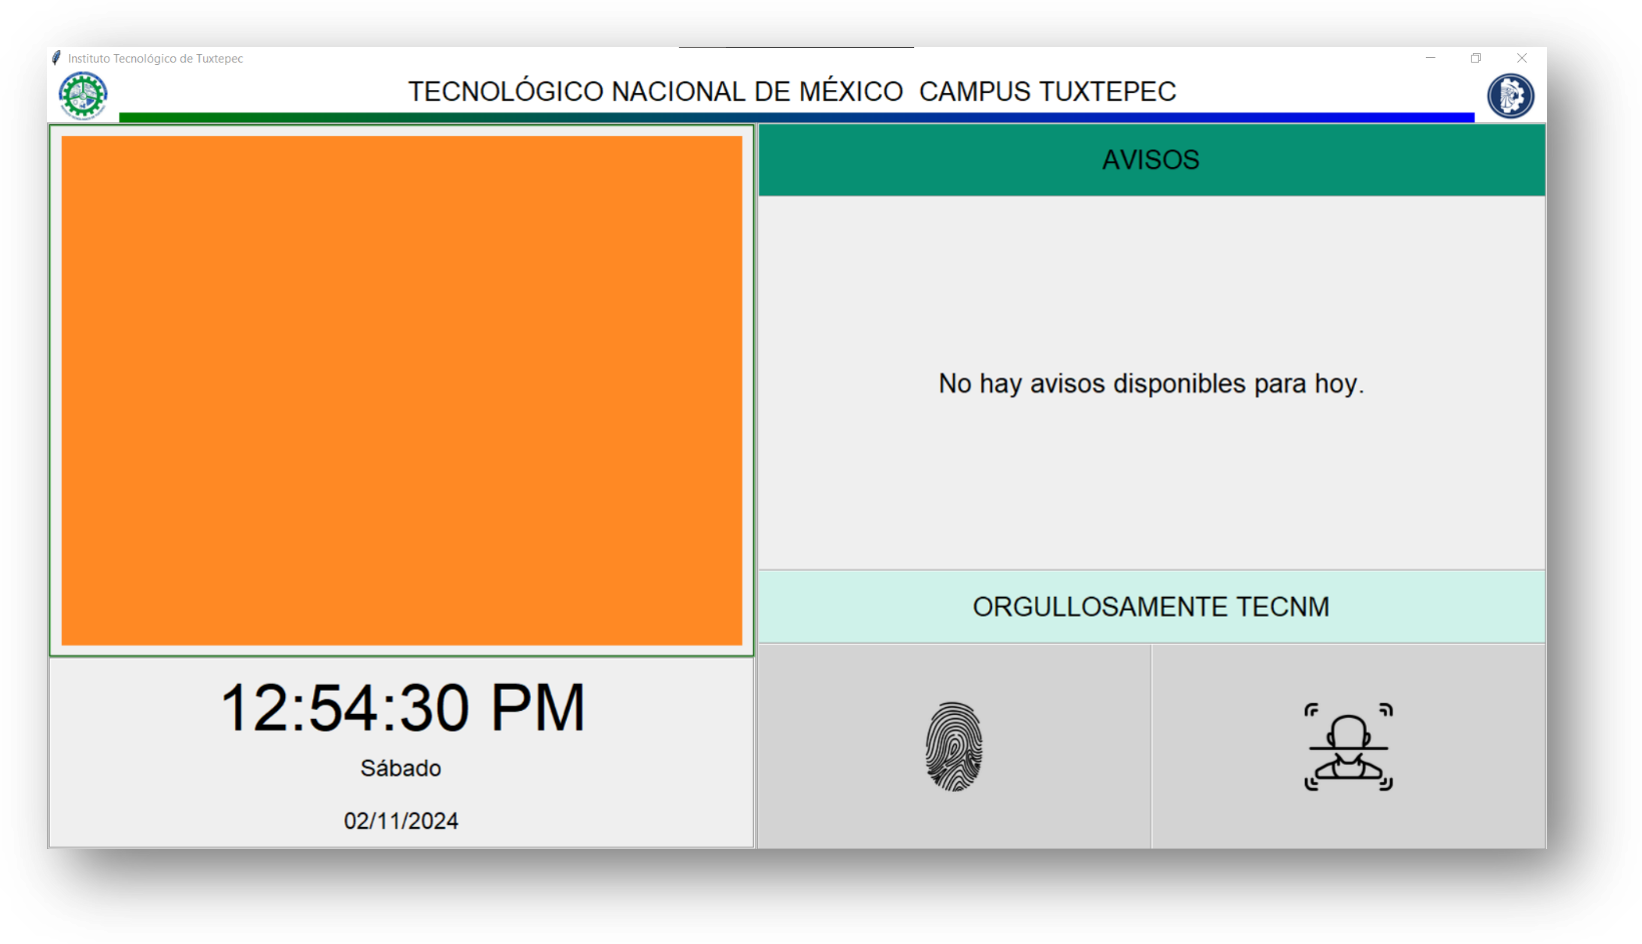 Instituto Tecnológico de Tuxtepec
TECNOLÓGICO NACIONAL DE MÉXICO CAMPUS TUXTEPEC
AVISOS
No hay avisos disponibles para hoy.
ORGULLOSAMENTE TECNM
12:54:30 PM
Sábado
02/11/2024